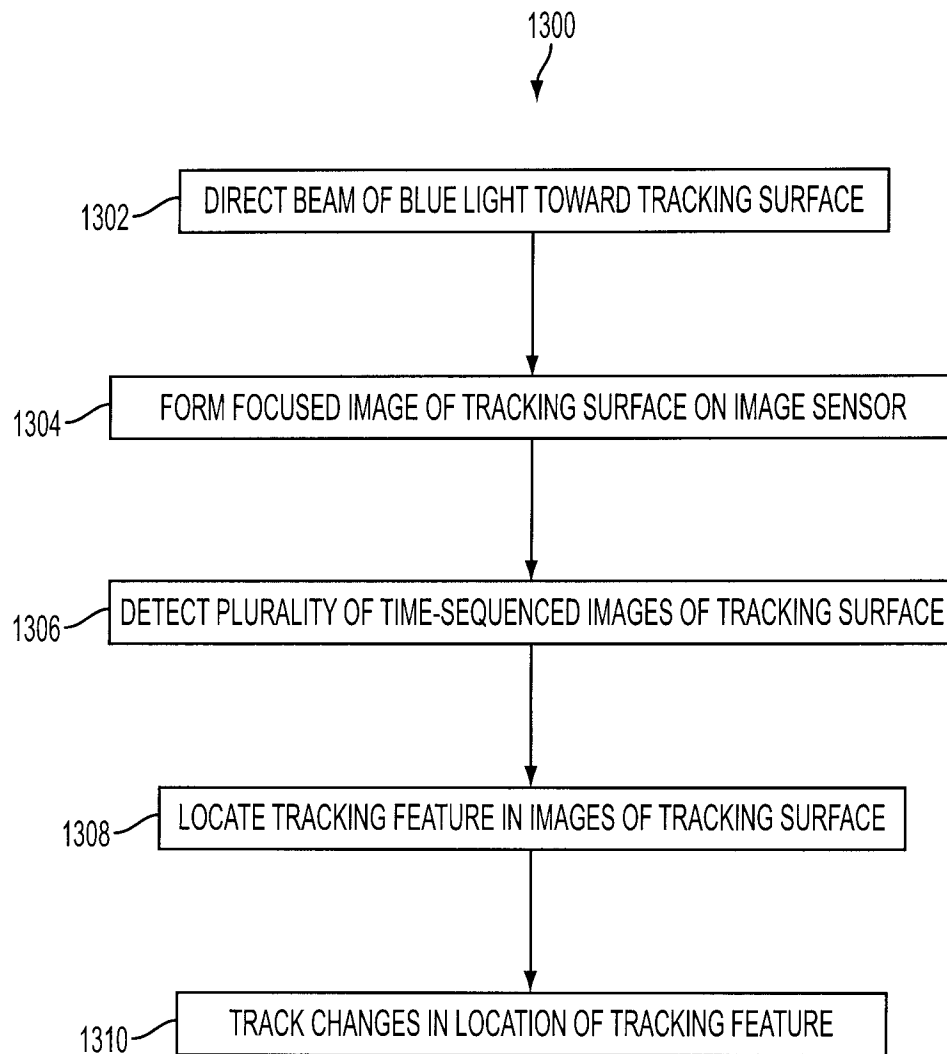 1300
1302
DIRECT BEAM OF BLUE LIGHT TOWARD TRACKING SURFACE
1304
FORM FOCUSED IMAGE OF TRACKING SURFACE ON IMAGE SENSOR
1306
DETECT PLURALITY OF TIME-SEQUENCED IMAGES OF TRACKING SURFACE
1308
LOCATE TRACKING FEATURE IN IMAGES OF TRACKING SURFACE
1310
TRACK CHANGES IN LOCATION OF TRACKING FEATURE